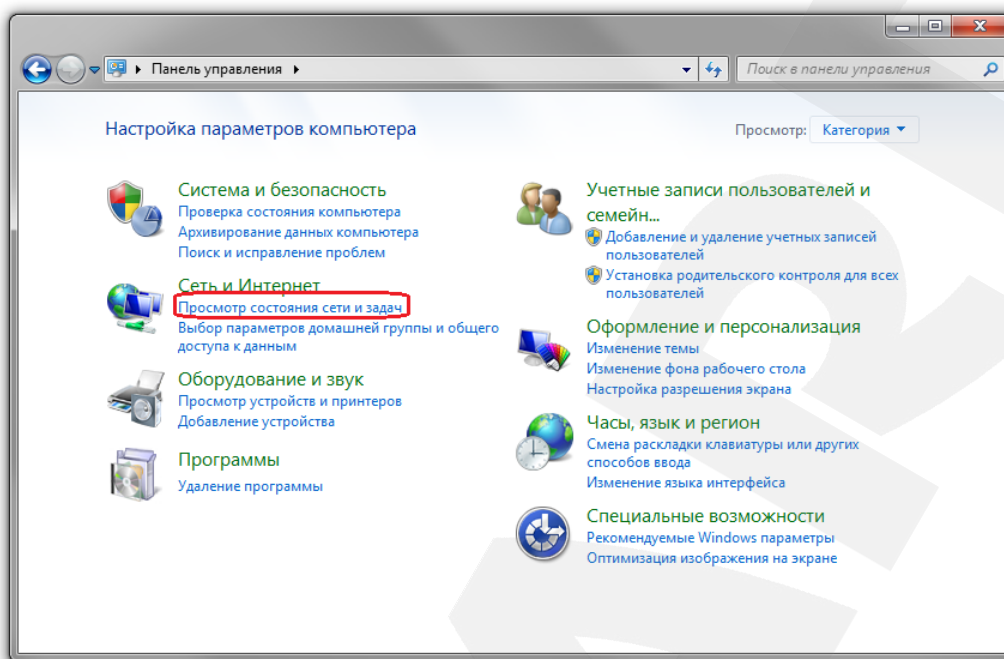 Панель управления
Поиск в панели управления
Настройка параметров компьютера
Просмотр: Категория
Система и безопасность
Проверка состояния компьютера
Архивирование данных компьютера
Поиск и исправление проблем
Сеть и Интернет
Просмотр состояния сети и задач
Выбор параметров домашней группы и общего
доступа к данным
Оборудование и звук
Просмотр устройств и принтеров
Добавление устройства
Программы
Удаление программы
Учетные записи пользователей и
семейн...
Добавление и удаление учетных записей
пользователей
Установка родительского контроля для всех
пользователей
Оформление и персонализация
Изменение темы
Изменение фона рабочего стола
Настройка разрешения экрана
Часы, язык и регион
Смена раскладки клавиатуры или других
способов ввода
Изменение языка интерфейса
Специальные возможности
Рекомендуемые Windows параметры
Оптимизация изображения на экране